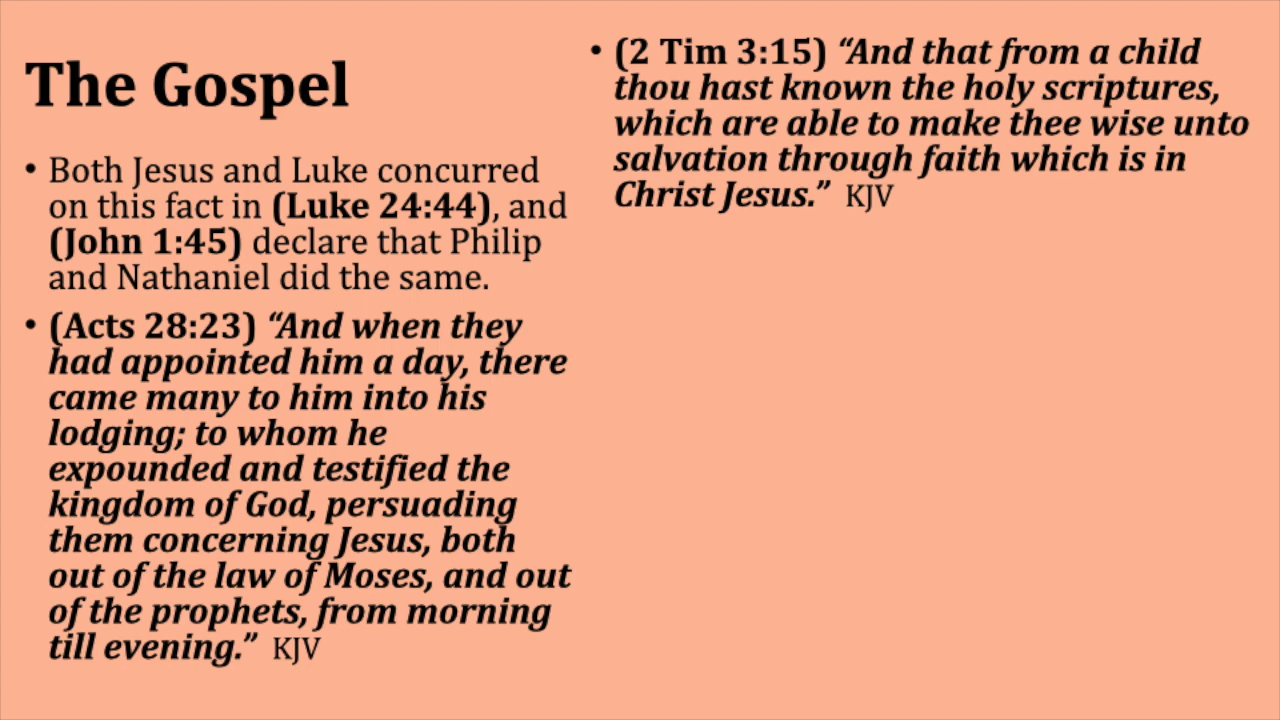 The Gospel
• Both Jesus and Luke concurred
on this fact in (Luke 24:44), and
(John 1:45) declare that Philip
and Nathaniel did the same.
• (Acts 28:23) “And when they
had appointed him a day, there
came many to him into his
lodging; to whom he
expounded and testified the
kingdom of God, persuading
them concerning Jesus, both
out of the law of Moses, and out
of the prophets, from morning
till evening.” KJV
• (2 Tim 3:15) “And that from a child
thou hast known the holy scriptures,
which are able to make thee wise unto
salvation through faith which is in
Christ Jesus.” KJV